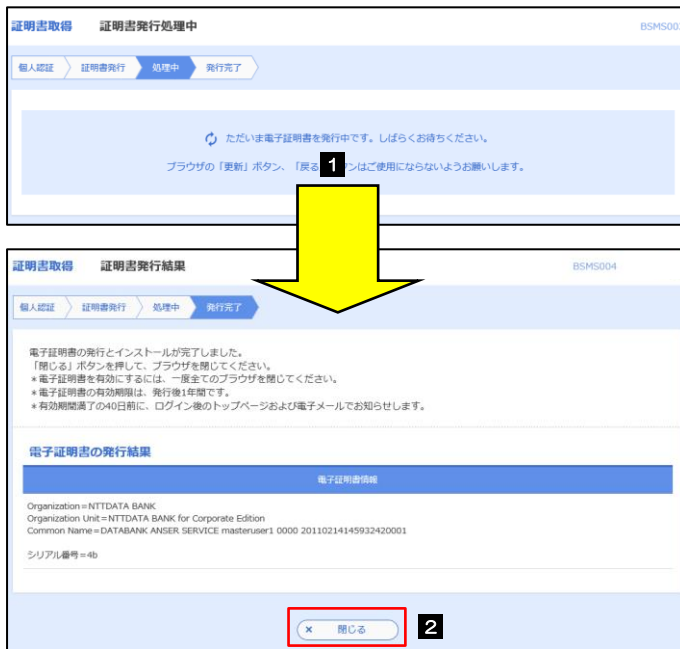 証明書取得 証明書発行処理中 BSMS003
個人認証 証明書発行 処理中 発行完了
ただいま電子証明書を発行中です。しばらくお待ちください。
ブラウザの「更新」ボタン、「戻る ンはご使用にならないようお願いします。
1
証明書取得 証明書発行結果 BSMS004
個人認証 証明書発行 処理中 発行完了
電子証明書の発行とインストールが完了しました。
「閉じる」ボタンを押して、ブラウザを閉じてください。
*電子証明書を有効にするには、一度全てのブラウザを閉じてください。
*電子証明書の有効期限は、発行後1年間です。
*有効期間満了の40日前に、ログイン後のトップページおよび電子メールでお知らせします。
電子証明書の発行結果
電子証明書情報
Organization=NTTDATA BANK
Organization Unit=NTTDATA BANK for Corporate Edition
Common Name=DATABANK ANSER SERVICE masteruser1 0000 20110214145932420001
シリアル番号=4b
× 閉じる 2